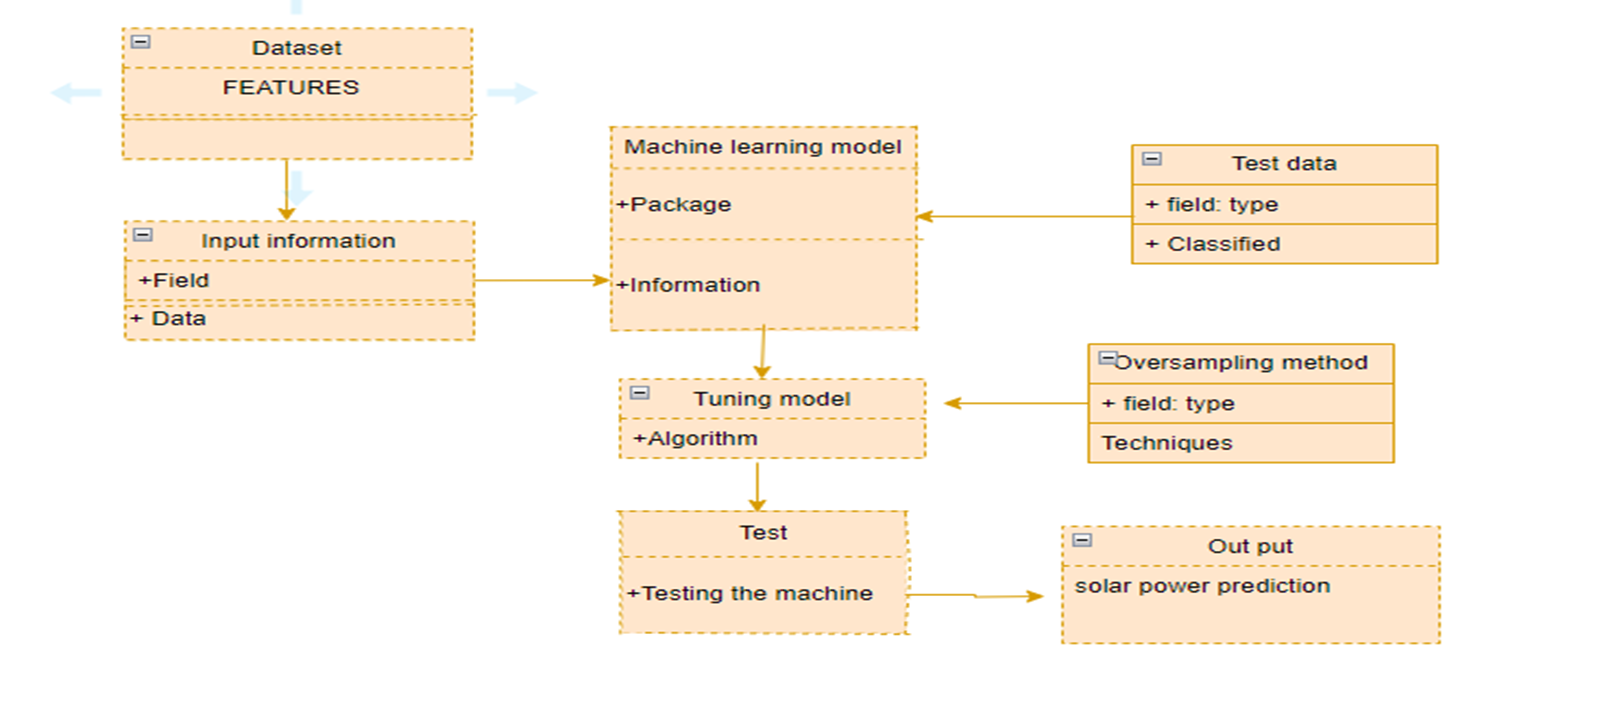 Dataset
FEATURES
Input information
+Field
+ Data
Machine learning model
+Package
+Information
Test data
+ field: type
+ Classified
Tuning model
+Algorithm
Oversampling method
+ field: type
Techniques
Test
+Testing the machine
Out put
solar power prediction